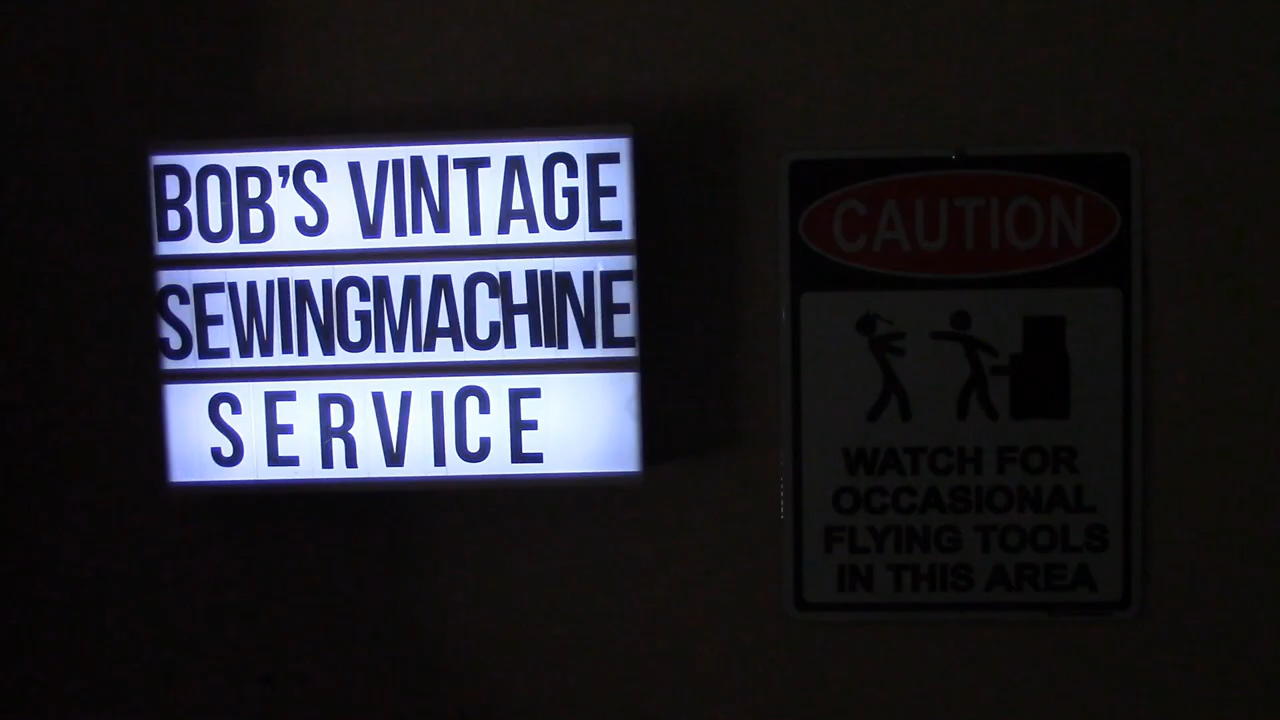 BOB'S VINTAGE
SEWINGMACHINE
SERVICE
CAUTION
WATCH FOR
OCCASIONAL
FLYING TOOLS
IN THIS AREA